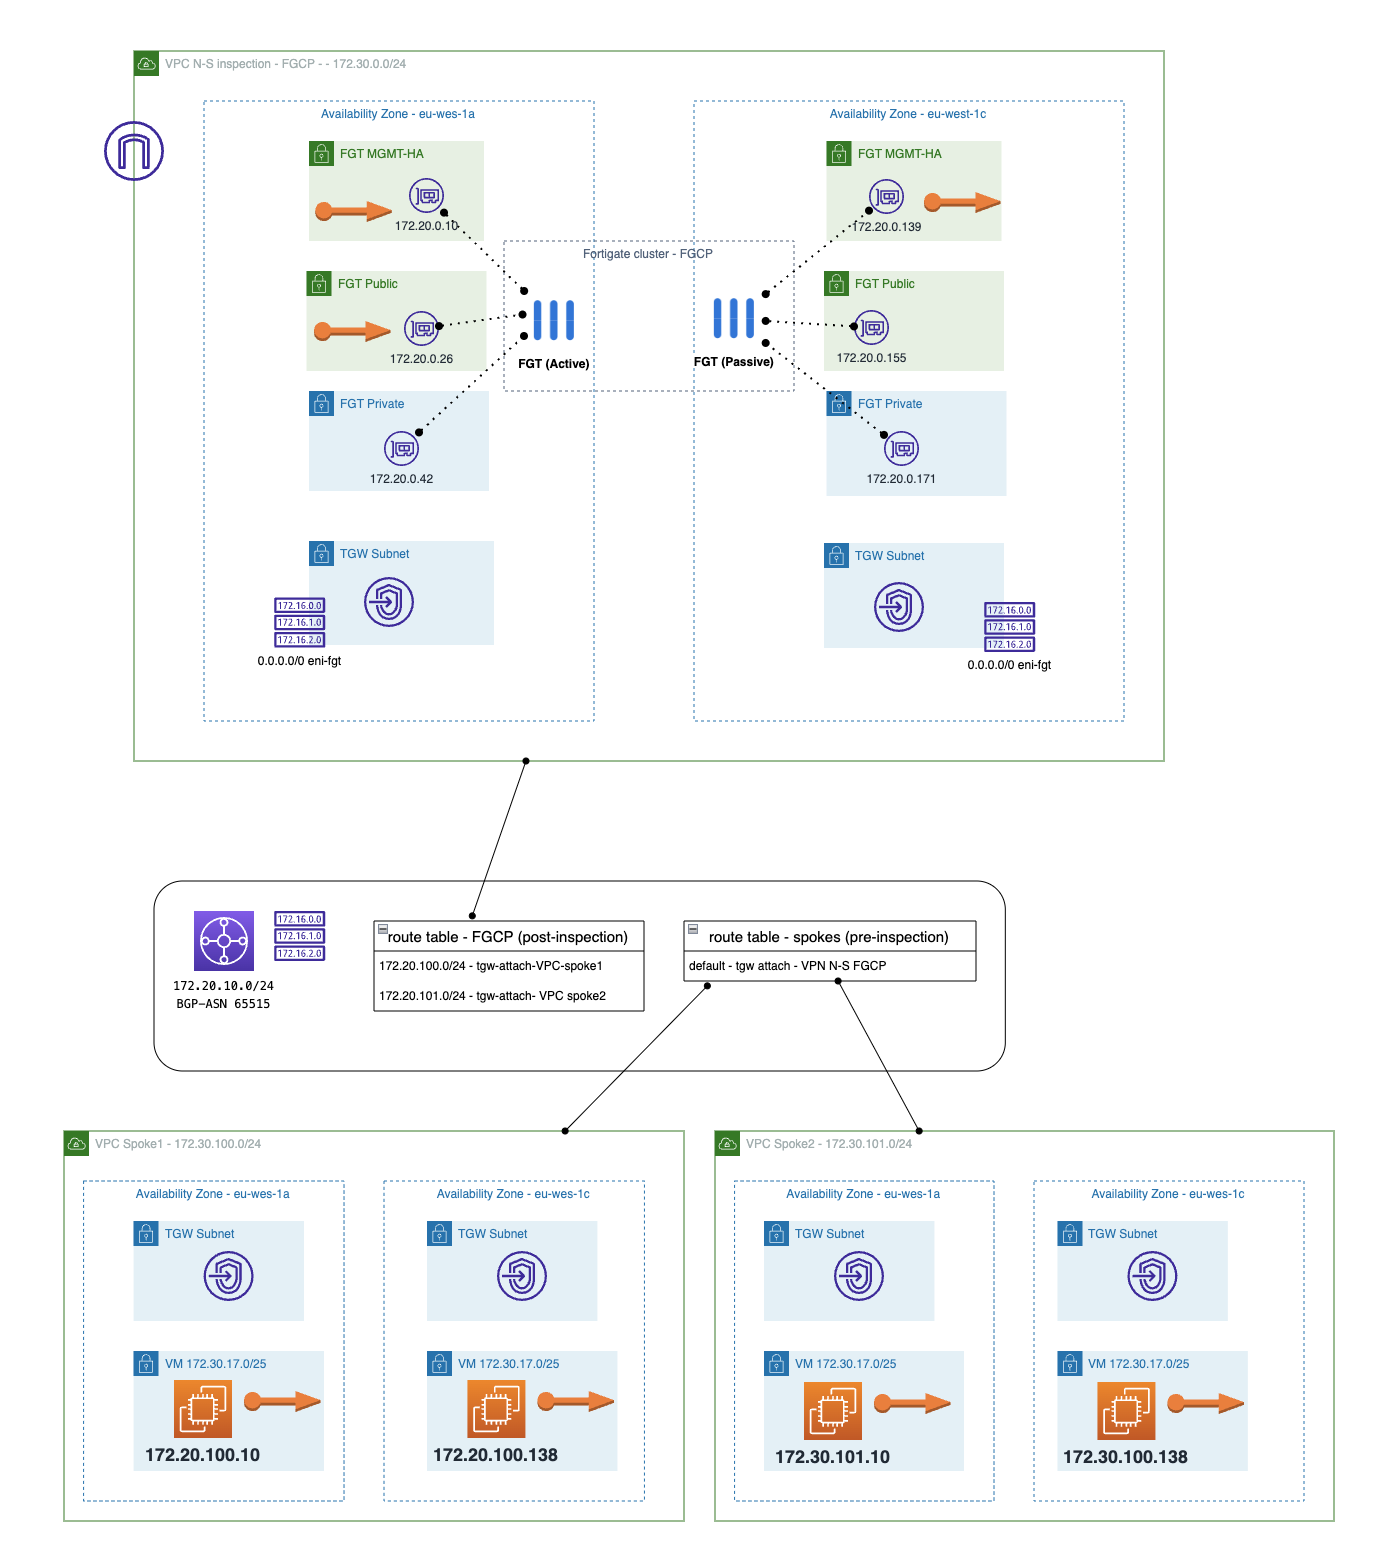 VPC N-S inspection - FGCP - - 172.30.0.0/24
Availability Zone - eu-wes-1a
FGT MGMT-HA
172.20.0.10
FGT Public
172.20.0.26
FGT Private
172.20.0.42
TGW Subnet
172.16.0.0
172.16.1.0
172.16.2.0
0.0.0.0/0 eni-fgt
Fortigate cluster - FGCP
FGT (Active)
FGT (Passive)
Availability Zone - eu-west-1c
FGT MGMT-HA
172.20.0.139
FGT Public
172.20.0.155
FGT Private
172.20.0.171
TGW Subnet
172.16.0.0
172.16.1.0
172.16.2.0
0.0.0.0/0 eni-fgt
172.16.0.0
172.16.1.0
172.16.2.0
172.20.10.0/24
BGP-ASN 65515
route table - FGCP (post-inspection)
172.20.100.0/24 - tgw-attach-VPC-spoke1
172.20.101.0/24 - tgw-attach- VPC spoke2
route table - spokes (pre-inspection)
default - tgw attach - VPN N-S FGCP
VPC Spoke1 - 172.30.100.0/24
Availability Zone - eu-wes-1a
TGW Subnet
VM 172.30.17.0/25
172.20.100.10
Availability Zone - eu-wes-1c
TGW Subnet
VM 172.30.17.0/25
172.20.100.138
VPC Spoke2 - 172.30.101.0/24
Availability Zone - eu-wes-1a
TGW Subnet
VM 172.30.17.0/25
172.30.101.10
Availability Zone - eu-wes-1c
TGW Subnet
VM 172.30.17.0/25
172.30.100.138